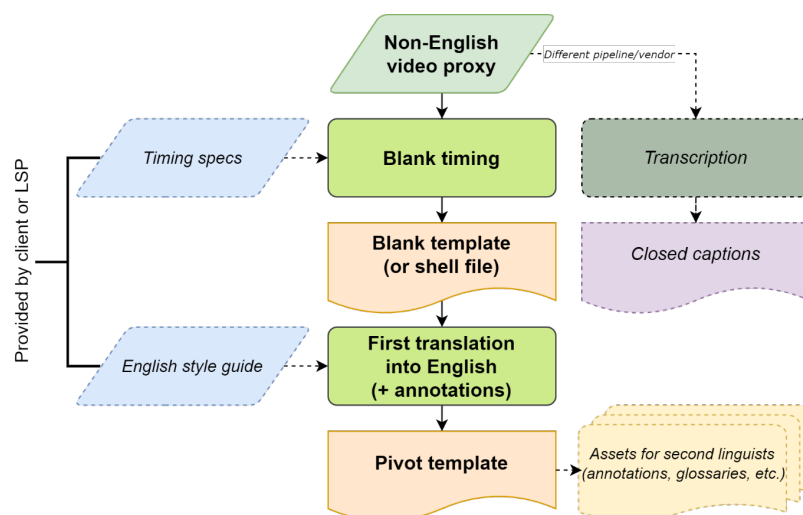 Non-English
video proxy
Different pipeline/vendor
Provided by client or LSP
Timing specs
Blank timing
Transcription
Blank template
(or shell file)
Closed captions
English style guide
First translation
into English
(+ annotations)
Pivot template
Assets for second linguists
(annotations, glossaries, etc.)